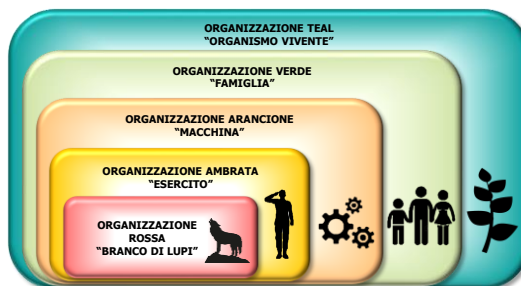 ORGANIZZAZIONE TEAL
“ORGANISMO VIVENTE”
ORGANIZZAZIONE VERDE
“FAMIGLIA”
ORGANIZZAZIONE ARANCIONE
“MACCHINA”
ORGANIZZAZIONE AMBRATA
“ESERCITO”
ORGANIZZAZIONE
ROSSA
“BRANCO DI LUPI”